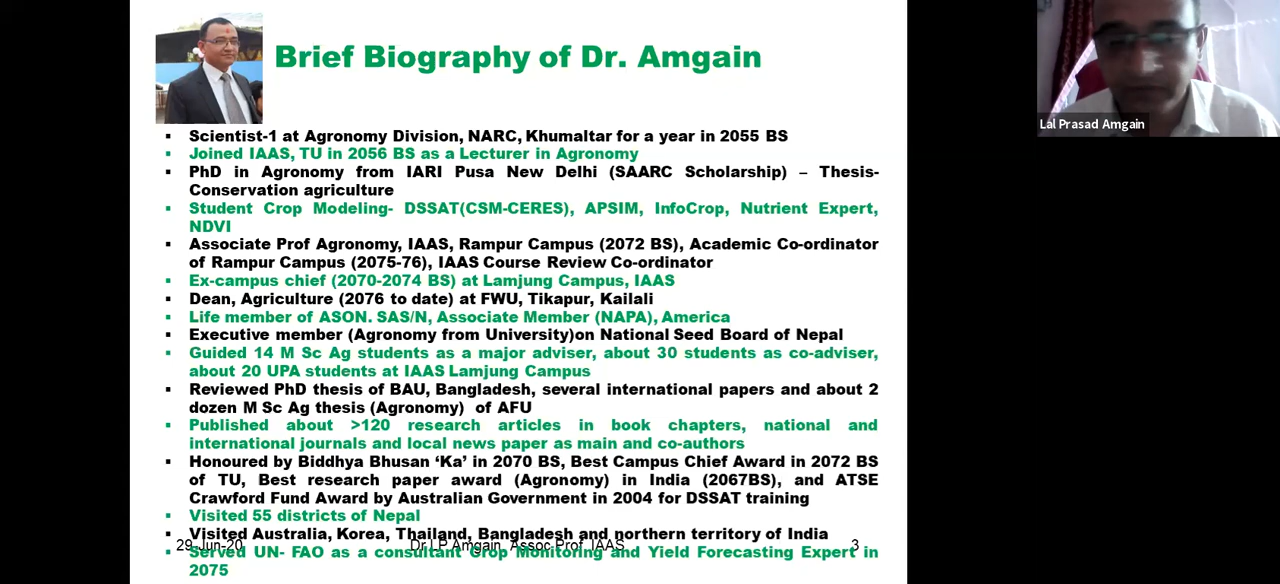 Brief Biography of Dr. Amgain
▪ Scientist-1 at Agronomy Division, NARC, Khumaltar for a year in 2055 BS
▪ Joined IAAS, TU in 2056 BS as a Lecturer in Agronomy
▪ PhD in Agronomy from IARI Pusa New Delhi (SAARC Scholarship) – Thesis-
Conservation agriculture
▪ Student Crop Modeling- DSSAT(CSM-CERES), APSIM, InfoCrop, Nutrient Expert,
NDVI
▪ Associate Prof Agronomy, IAAS, Rampur Campus (2072 BS), Academic Co-ordinator
of Rampur Campus (2075-76), IAAS Course Review Co-ordinator
▪ Ex-campus chief (2070-2074 BS) at Lamjung Campus, IAAS
▪ Dean, Agriculture (2076 to date) at FWU, Tikapur, Kailali
▪ Life member of ASON. SAS/N, Associate Member (NAPA), America
▪ Executive member (Agronomy from University)on National Seed Board of Nepal
▪ Guided 14 M Sc Ag students as a major adviser, about 30 students as co-adviser,
about 20 UPA students at IAAS Lamjung Campus
▪ Reviewed PhD thesis of BAU, Bangladesh, several international papers and about 2
dozen M Sc Ag thesis (Agronomy) of AFU
▪ Published about >120 research articles in book chapters, national and
international journals and local news paper as main and co-authors
▪ Honoured by Biddhya Bhusan ‘Ka’ in 2070 BS, Best Campus Chief Award in 2072 BS
of TU, Best research paper award (Agronomy) in India (2067BS), and ATSE
Crawford Fund Award by Australian Government in 2004 for DSSAT training
▪ Visited 55 districts of Nepal
▪ Visited Australia, Korea, Thailand, Bangladesh and northern territory of India
29-Jun-20 Dr L P Amgain Assoc Prof IAAS 3
▪ Served UN- FAO as a consultant Crop Monitoring and Yield Forecasting Expert in
2075
Lal Prasad Amgain